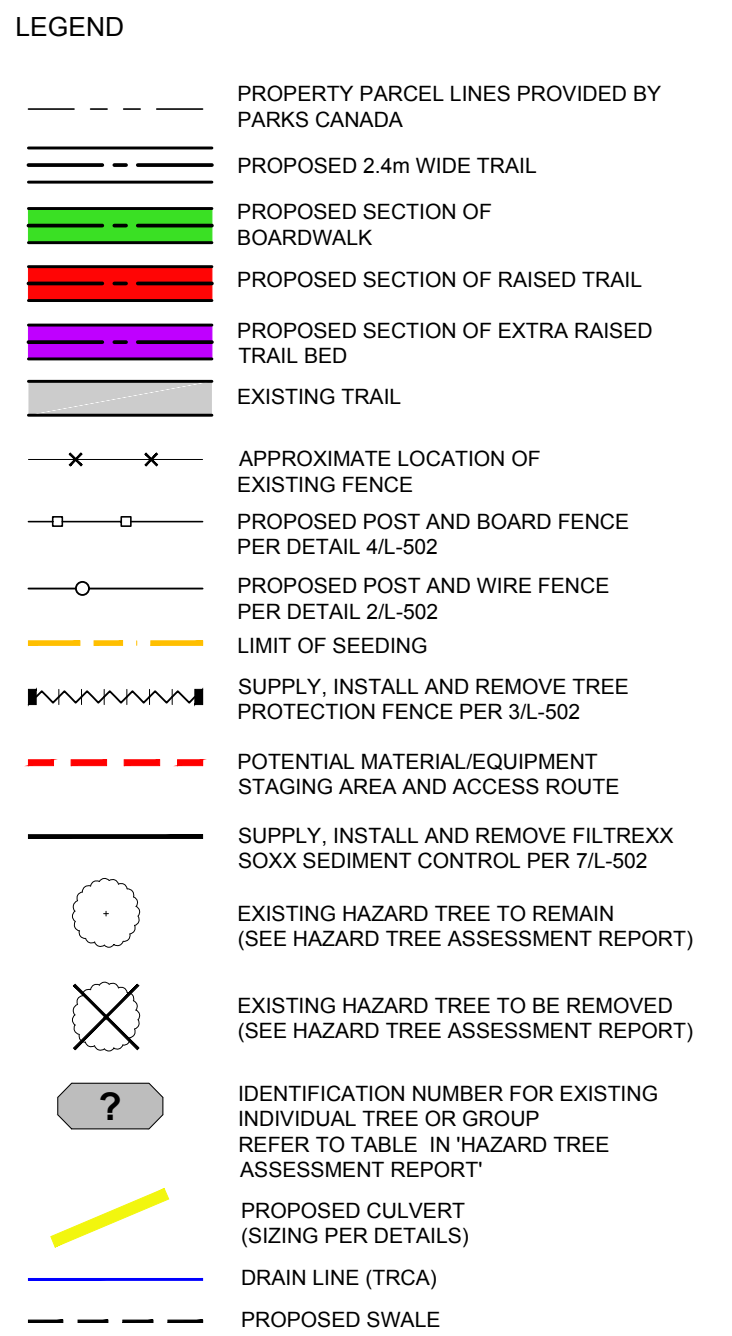 LEGEND
PROPERTY PARCEL LINES PROVIDED BY
PARKS CANADA
PROPOSED 2.4m WIDE TRAIL
PROPOSED SECTION OF
BOARDWALK
PROPOSED SECTION OF RAISED TRAIL
PROPOSED SECTION OF EXTRA RAISED
TRAIL BED
EXISTING TRAIL
APPROXIMATE LOCATION OF
EXISTING FENCE
PROPOSED POST AND BOARD FENCE
PER DETAIL 4/L-502
PROPOSED POST AND WIRE FENCE
PER DETAIL 2/L-502
LIMIT OF SEEDING
SUPPLY, INSTALL AND REMOVE TREE
PROTECTION FENCE PER 3/L-502
POTENTIAL MATERIAL/EQUIPMENT
STAGING AREA AND ACCESS ROUTE
SUPPLY, INSTALL AND REMOVE FILTREXX
SOXX SEDIMENT CONTROL PER 7/L-502
EXISTING HAZARD TREE TO REMAIN
(SEE HAZARD TREE ASSESSMENT REPORT)
EXISTING HAZARD TREE TO BE REMOVED
(SEE HAZARD TREE ASSESSMENT REPORT)
?
IDENTIFICATION NUMBER FOR EXISTING
INDIVIDUAL TREE OR GROUP
REFER TO TABLE IN 'HAZARD TREE
ASSESSMENT REPORT'
PROPOSED CULVERT
(SIZING PER DETAILS)
DRAIN LINE (TRCA)
PROPOSED SWALE